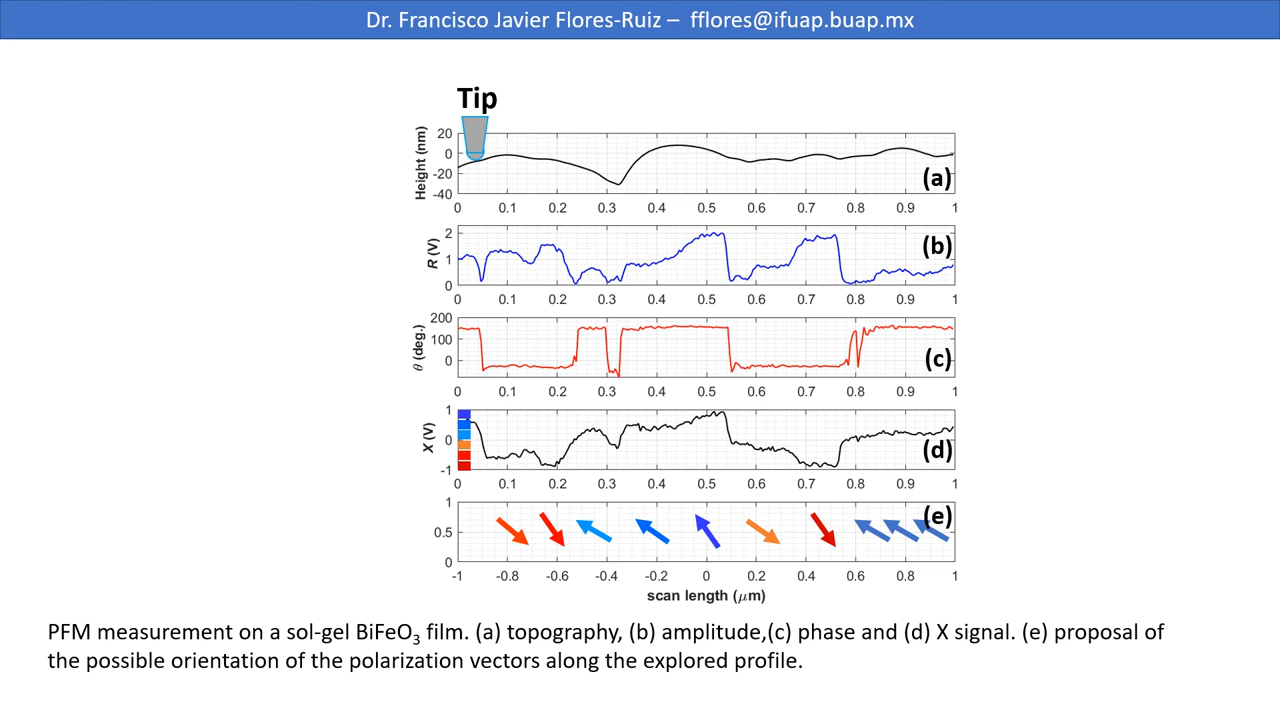 Dr. Francisco Javier Flores-Ruiz – fflores@ifuap.buap.mx
Tip
Height (nm)
20
0
-20
-40
(a)
0 0.1 0.2 0.3 0.4 0.5 0.6 0.7 0.8 0.9 1
R (V)
2
1
0
(b)
0 0.1 0.2 0.3 0.4 0.5 0.6 0.7 0.8 0.9 1
θ (deg.)
200
100
0
(c)
0 0.1 0.2 0.3 0.4 0.5 0.6 0.7 0.8 0.9 1
X (V)
1
0
-1
(d)
0 0.1 0.2 0.3 0.4 0.5 0.6 0.7 0.8 0.9 1
1
0.5
0
(e)
-1 -0.8 -0.6 -0.4 -0.2 0 0.2 0.4 0.6 0.8 1
scan length (μm)
PFM measurement on a sol-gel BiFeO₃ film. (a) topography, (b) amplitude,(c) phase and (d) X signal. (e) proposal of
the possible orientation of the polarization vectors along the explored profile.